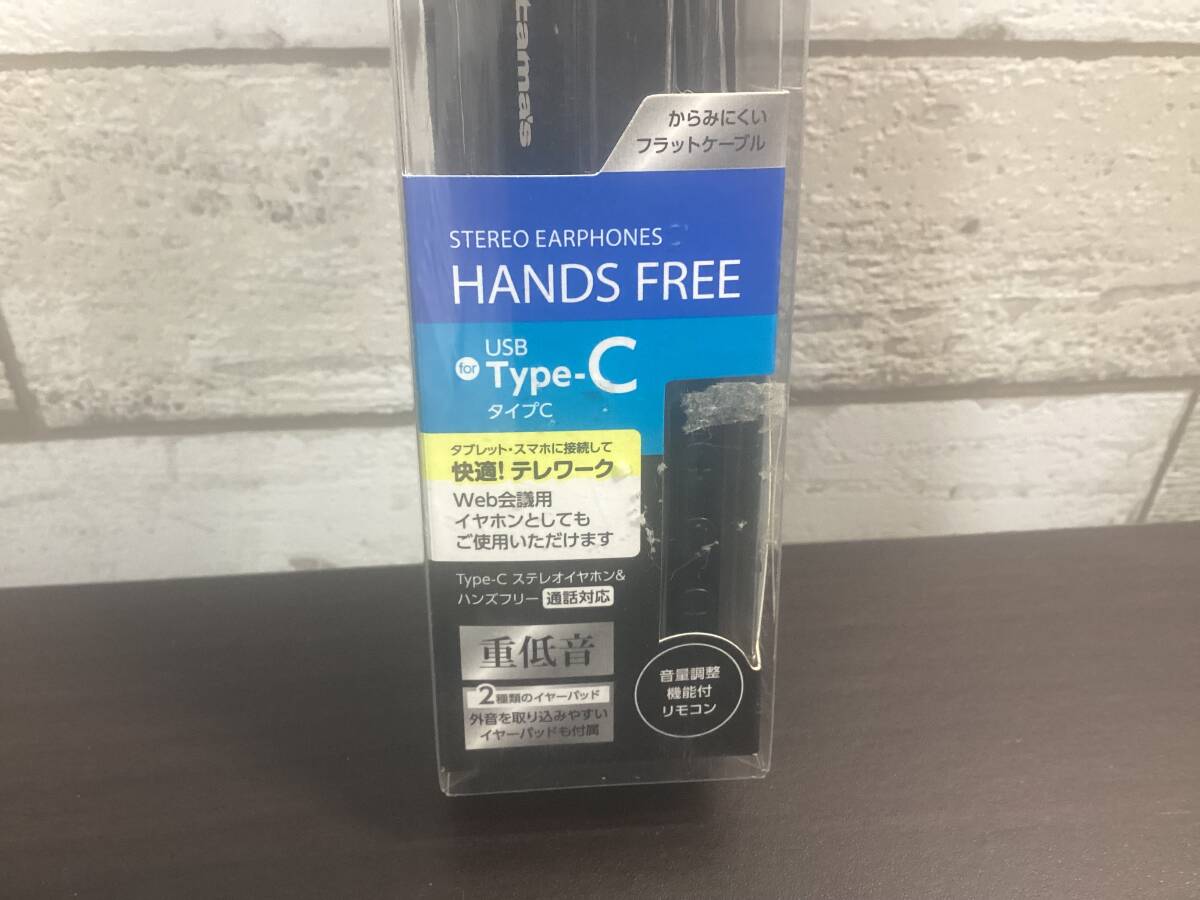 tama's
からみにくい
フラットケーブル
STEREO EARPHONES
HANDS FREE
for
USB
Type-C
タイプC
タブレット・スマホに接続して
快適! テレワーク
Web会議用
イヤホンとしても
ご使用いただけます
Type-C ステレオイヤホン&
ハンズフリー 通話対応
重低音
2種類のイヤーパッド
外音を取り込みやすい
イヤーパッドも付属
音量調整
機能付
リモコン